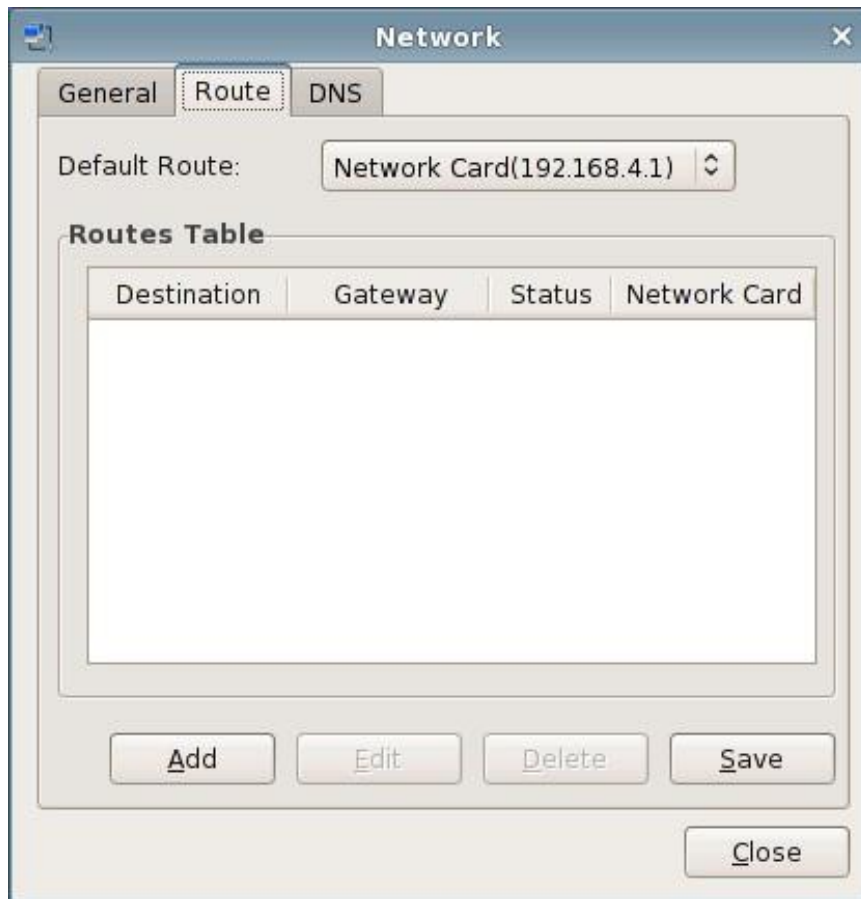 Network
General Route DNS
Default Route: Network Card(192.168.4.1)
Routes Table
Destination Gateway Status Network Card
Add Edit Delete Save
Close